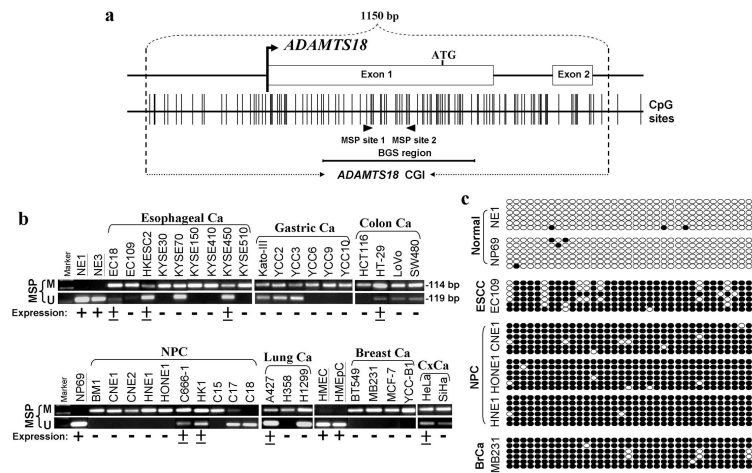 a
1150 bp
ADAMTS18
ATG
Exon 1
Exon 2
CpG sites
MSP site 1
MSP site 2
BGS region
ADAMTS18 CGI
b
Esophageal Ca
Gastric Ca
Colon Ca
Marker NE1 NE3 EC18 EC109 HKESC2 KYSE30 KYSE70 KYSE150 KYSE410 KYSE450 KYSE510 Kato-III YCC2 YCC3 YCC6 YCC9 YCC10 HCT116 HT-29 LoVo SW480
MSP
M
-114 bp
U
-119 bp
Expression: + + ± - ± - - - - ± - - - - - - - - ± - -
NPC
Lung Ca
Breast Ca
CxCa
Marker NP69 BM1 CNE1 CNE2 HNE1 HONE1 C666-1 HK1 C15 C17 C18 A427 H358 H1299 HMEC HMEpC BT549 MB231 MCF-7 YCC-B1 HeLa SiHa
MSP
M
U
Expression: + - - - - - ± ± - - - ± - - + + - - - - ± -
c
Normal
NE1
NP69
ESCC
EC109
NPC
CNE1
HONE1
HNE1
BrCa
MB231